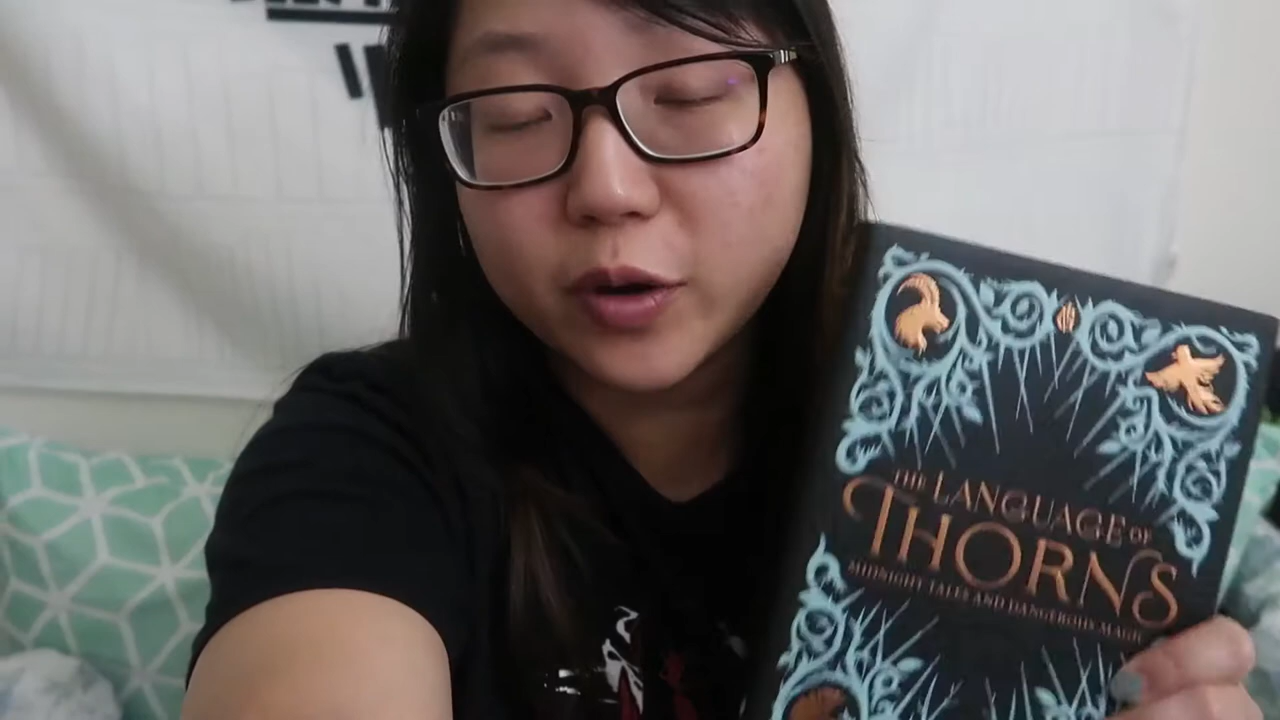 THE LANGUAGE OF
THORNS
MIDNIGHT TALES AND DANGEROUS MAGIC